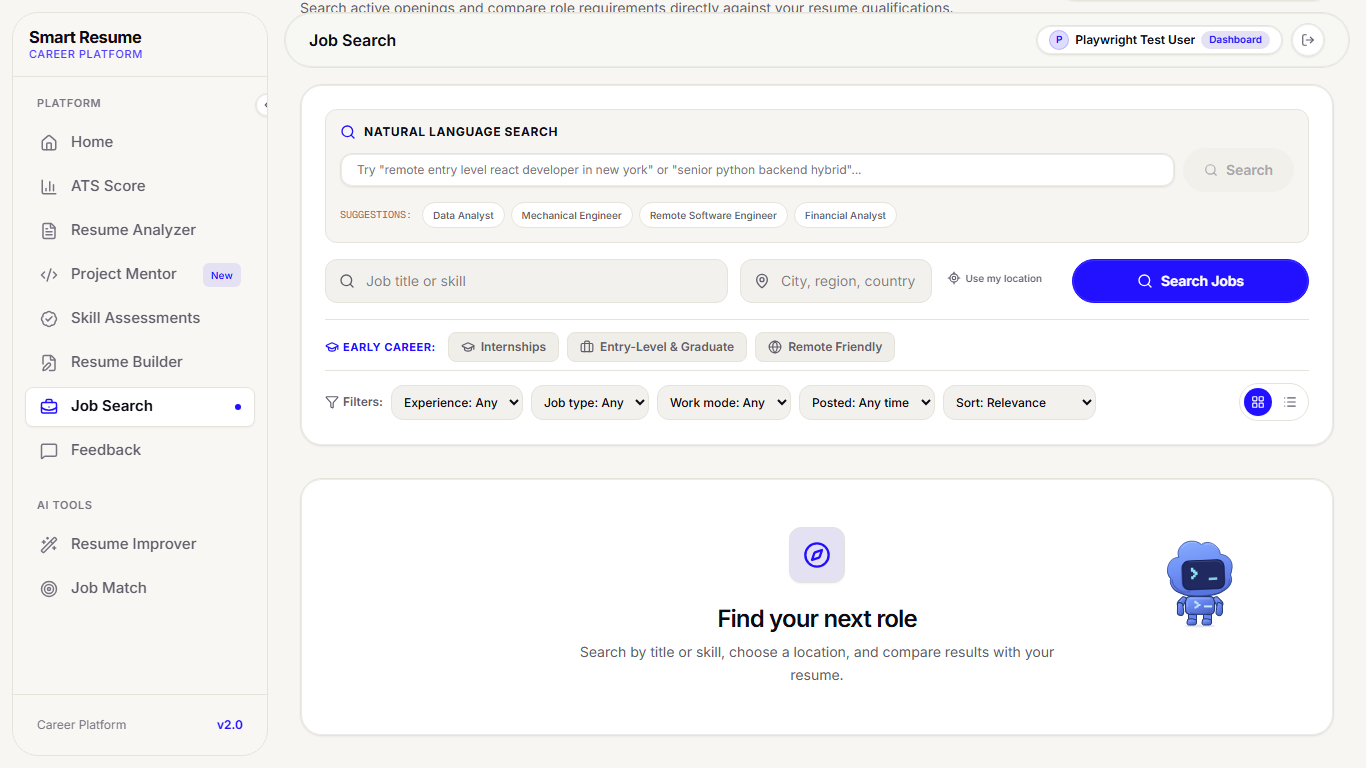 Search active openings and compare role requirements directly against your resume qualifications.
Smart Resume
CAREER PLATFORM
Job Search
P Playwright Test User Dashboard
PLATFORM
Home
ATS Score
Resume Analyzer
Project Mentor New
Skill Assessments
Resume Builder
Job Search
Feedback
AI TOOLS
Resume Improver
Job Match
Career Platform v2.0
NATURAL LANGUAGE SEARCH
Try "remote entry level react developer in new york" or "senior python backend hybrid"... Search
SUGGESTIONS: Data Analyst Mechanical Engineer Remote Software Engineer Financial Analyst
Job title or skill City, region, country Use my location Search Jobs
EARLY CAREER: Internships Entry-Level & Graduate Remote Friendly
Filters: Experience: Any Job type: Any Work mode: Any Posted: Any time Sort: Relevance
Find your next role
Search by title or skill, choose a location, and compare results with your
resume.